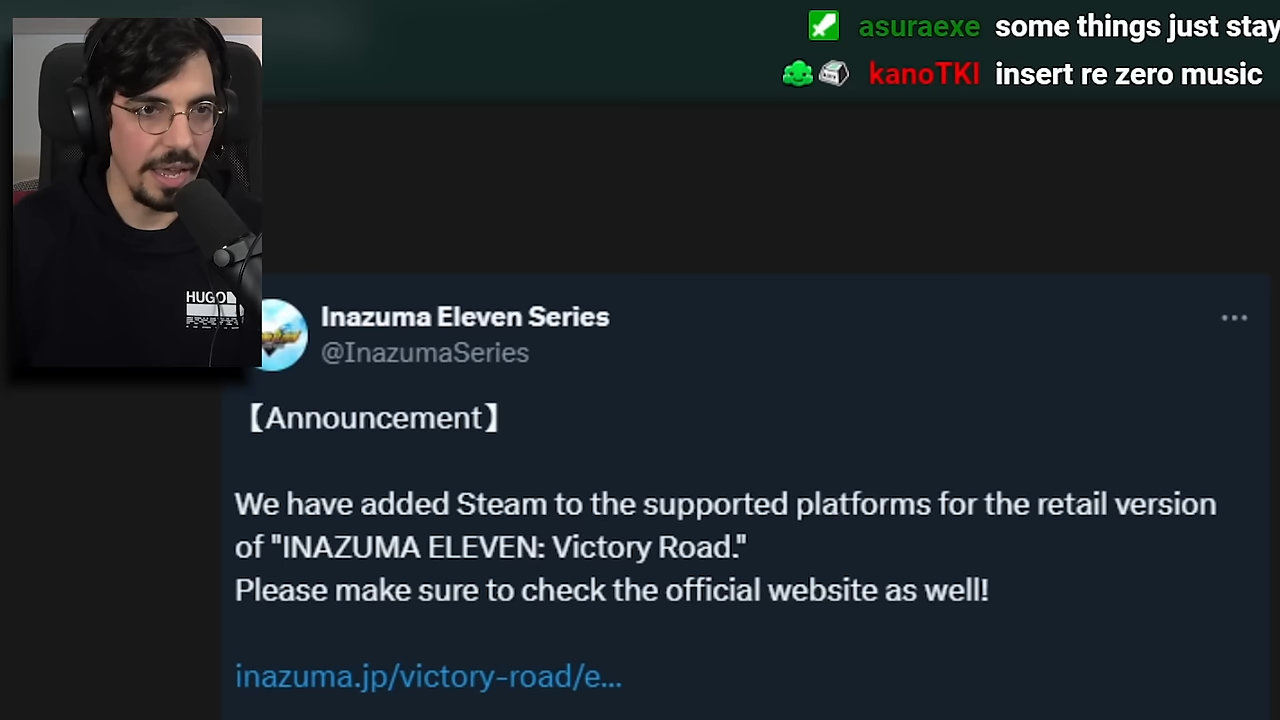 asuraexe some things just stay
kanoTKI insert re zero music
HUGO
Inazuma Eleven Series
@InazumaSeries
【Announcement】
We have added Steam to the supported platforms for the retail version
of "INAZUMA ELEVEN: Victory Road."
Please make sure to check the official website as well!
inazuma.jp/victory-road/e...